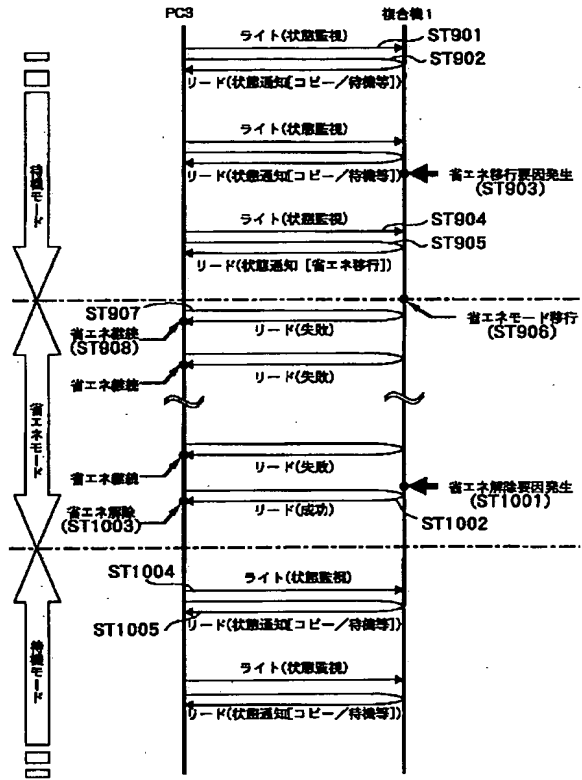 PC3
複合機1
ライト(状態監視)
ST901
ST902
リード(状態通知[コピー/待機等])
ライト(状態監視)
リード(状態通知[コピー/待機等])
省エネ移行要因発生
(ST903)
待機モード
ライト(状態監視)
ST904
ST905
リード(状態通知[省エネ移行])
ST907
省エネ継続
(ST908)
リード(失敗)
省エネモード移行
(ST906)
省エネ継続
リード(失敗)
省エネモード
省エネ継続
リード(失敗)
省エネ解除要因発生
(ST1001)
省エネ解除
(ST1003)
リード(成功)
ST1002
ST1004
ライト(状態監視)
ST1005
リード(状態通知[コピー/待機等])
待機モード
ライト(状態監視)
リード(状態通知[コピー/待機等])